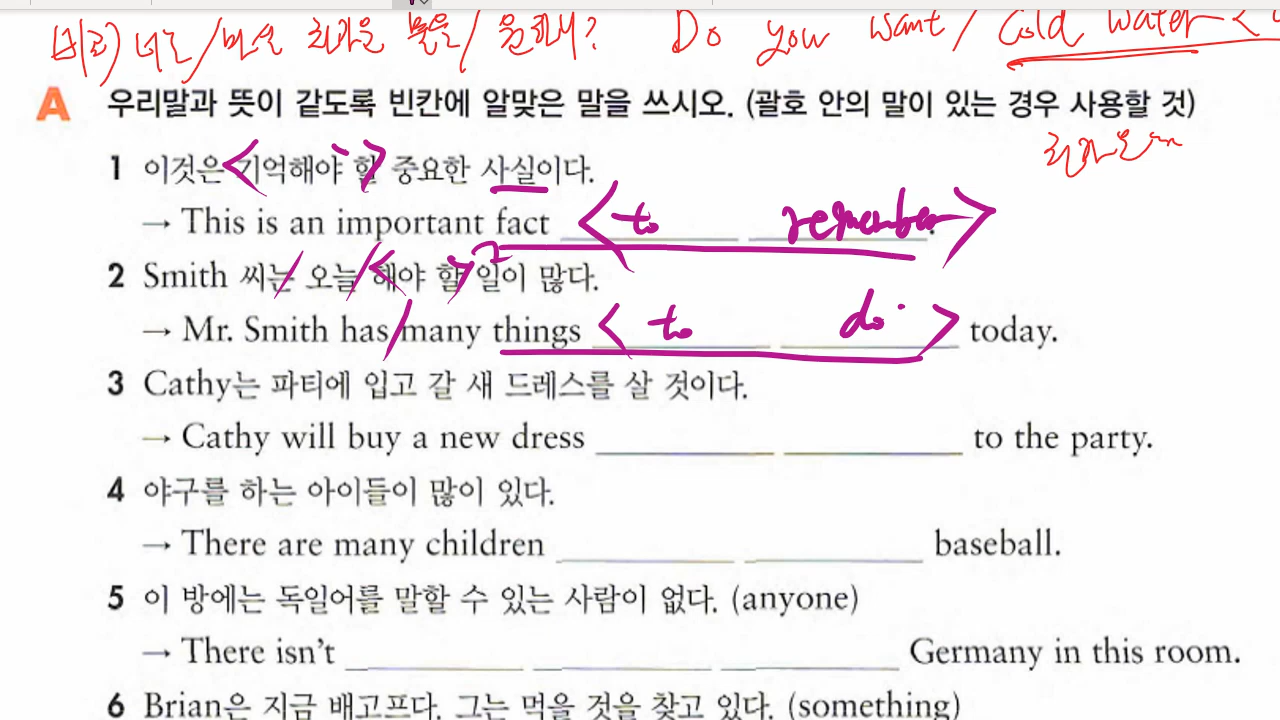 비교) 너는 / 마실 차가운 물을 / 원하니? Do you want / cold water <
A 우리말과 뜻이 같도록 빈칸에 알맞은 말을 쓰시오. (괄호 안의 말이 있는 경우 사용할 것)
차가운
1 이것은 <기억해야 할> 중요한 사실이다.
→ This is an important fact <to remember>.
2 Smith 씨는 / 오늘 / <해야 할> 일이 많다.
→ Mr. Smith has / many things <to do> today.
3 Cathy는 파티에 입고 갈 새 드레스를 살 것이다.
→ Cathy will buy a new dress ____ ____ to the party.
4 야구를 하는 아이들이 많이 있다.
→ There are many children ____ ____ baseball.
5 이 방에는 독일어를 말할 수 있는 사람이 없다. (anyone)
→ There isn't ____ ____ ____ Germany in this room.
6 Brian은 지금 배고프다. 그는 먹을 것을 찾고 있다. (something)